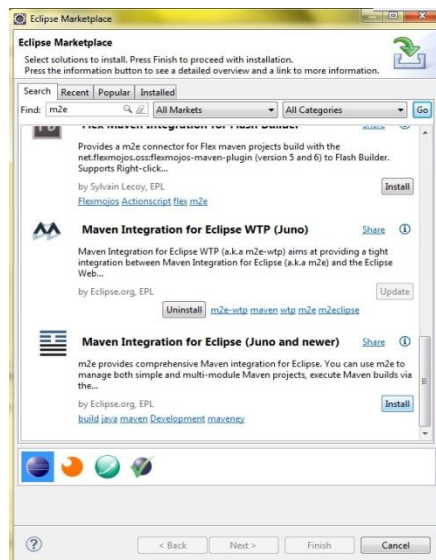 Eclipse Marketplace
Eclipse Marketplace
Select solutions to install. Press Finish to proceed with installation.
Press the information button to see a detailed overview and a link to more information.
Search Recent Popular Installed
Find: m2e All Markets All Categories Go
Flex Maven Integration for Flash Builder Share
Provides a m2e connector for Flex maven projects build with the
net.flexmojos.oss:flexmojos-maven-plugin (version 5 and 6) to Flash Builder.
Supports Right-click...
by Sylvain Lecoy, EPL Install
Flexmojos Actionscript flex m2e
Maven Integration for Eclipse WTP (Juno) Share
Maven Integration for Eclipse WTP (a.k.a m2e-wtp) aims at providing a tight
integration between Maven Integration for Eclipse (a.k.a m2e) and the Eclipse
Web...
by Eclipse.org, EPL Update
Uninstall m2e-wtp maven wtp m2e m2eclipse
Maven Integration for Eclipse (Juno and newer) Share
m2e provides comprehensive Maven integration for Eclipse. You can use m2e to
manage both simple and multi-module Maven projects, execute Maven builds via
the...
by Eclipse.org, EPL Install
build java maven Development maveney
< Back Next > Finish Cancel